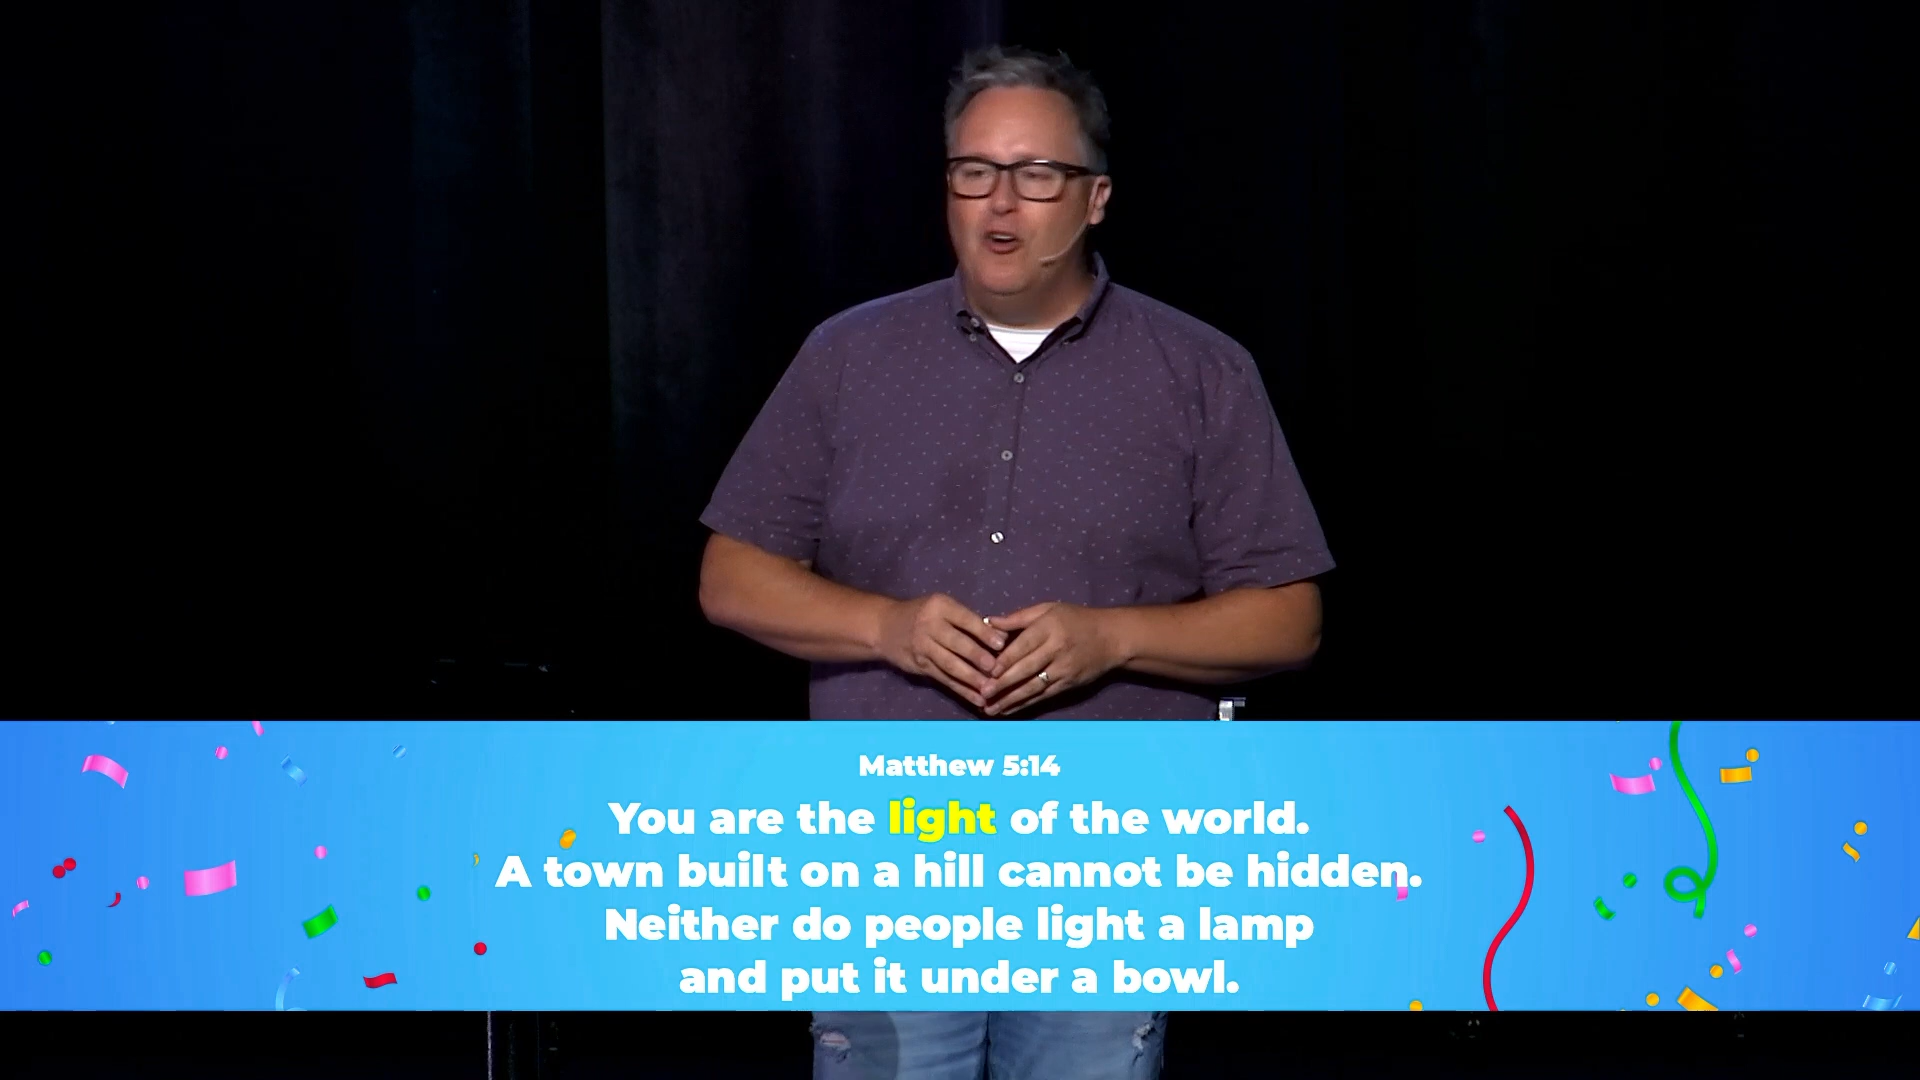 Matthew 5:14
You are the light of the world.
A town built on a hill cannot be hidden.
Neither do people light a lamp
and put it under a bowl.